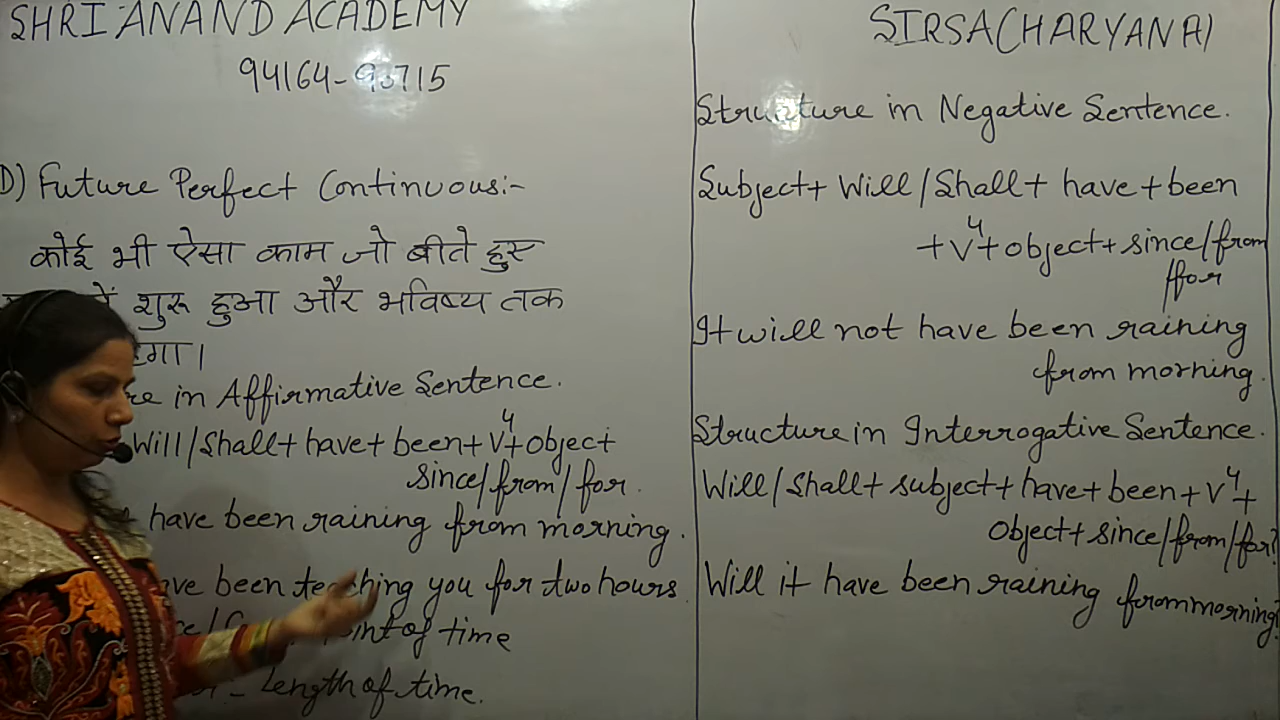 SHRI ANAND ACADEMY
94164-90715
D) Future Perfect Continuous:-
कोई भी ऐसा काम जो बीते हुए
में शुरू हुआ और भविष्य तक
in Affirmative Sentence.
Will/Shall+ have+ been+ V4+ object+
since/from/for.
have been raining from morning.
been teaching you for two hours
point of time
- Length of time.
SIRSA(HARYANA)
Structure in Negative Sentence.
Subject+ Will/Shall+ have+been
+V4+object+since/from
/for
It will not have been raining
from morning.
Structure in Interrogative Sentence.
Will/Shall+ subject+ have+ been+V4+
Object+since/from/for?
Will it have been raining from morning?